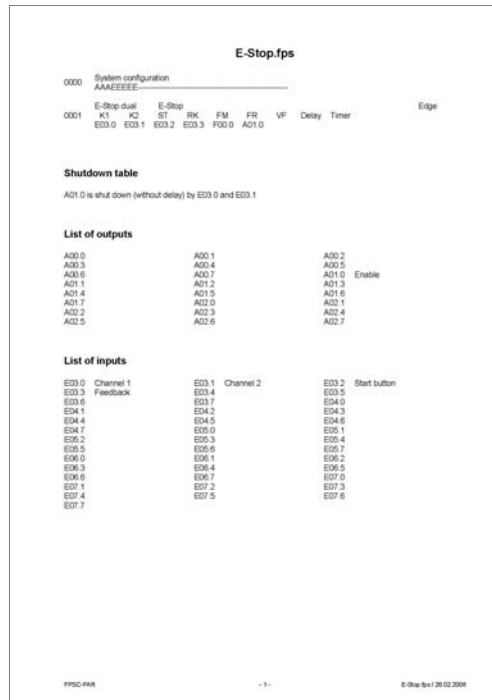 E-Stop.fps
0000 System configuration
AAAEEEEE
E-Stop dual E-Stop Edge
0001 K1 K2 ST RK FM FR VF Delay Timer
E03.0 E03.1 E03.2 E03.3 F00.0 A01.0
Shutdown table
A01.0 is shut down (without delay) by E03.0 and E03.1
List of outputs
A00.0 A00.1 A00.2
A00.3 A00.4 A00.5
A00.6 A00.7 A01.0 Enable
A01.1 A01.2 A01.3
A01.4 A01.5 A01.6
A01.7 A02.0 A02.1
A02.2 A02.3 A02.4
A02.5 A02.6 A02.7
List of inputs
E03.0 Channel 1 E03.1 Channel 2 E03.2 Start button
E03.3 Feedback E03.4 E03.5
E03.6 E03.7 E04.0
E04.1 E04.2 E04.3
E04.4 E04.5 E04.6
E04.7 E05.0 E05.1
E05.2 E05.3 E05.4
E05.5 E05.6 E05.7
E06.0 E06.1 E06.2
E06.3 E06.4 E06.5
E06.6 E06.7 E07.0
E07.1 E07.2 E07.3
E07.4 E07.5 E07.6
E07.7
FPSC-PAR - 1 - E-Stop.fps / 26.02.2006